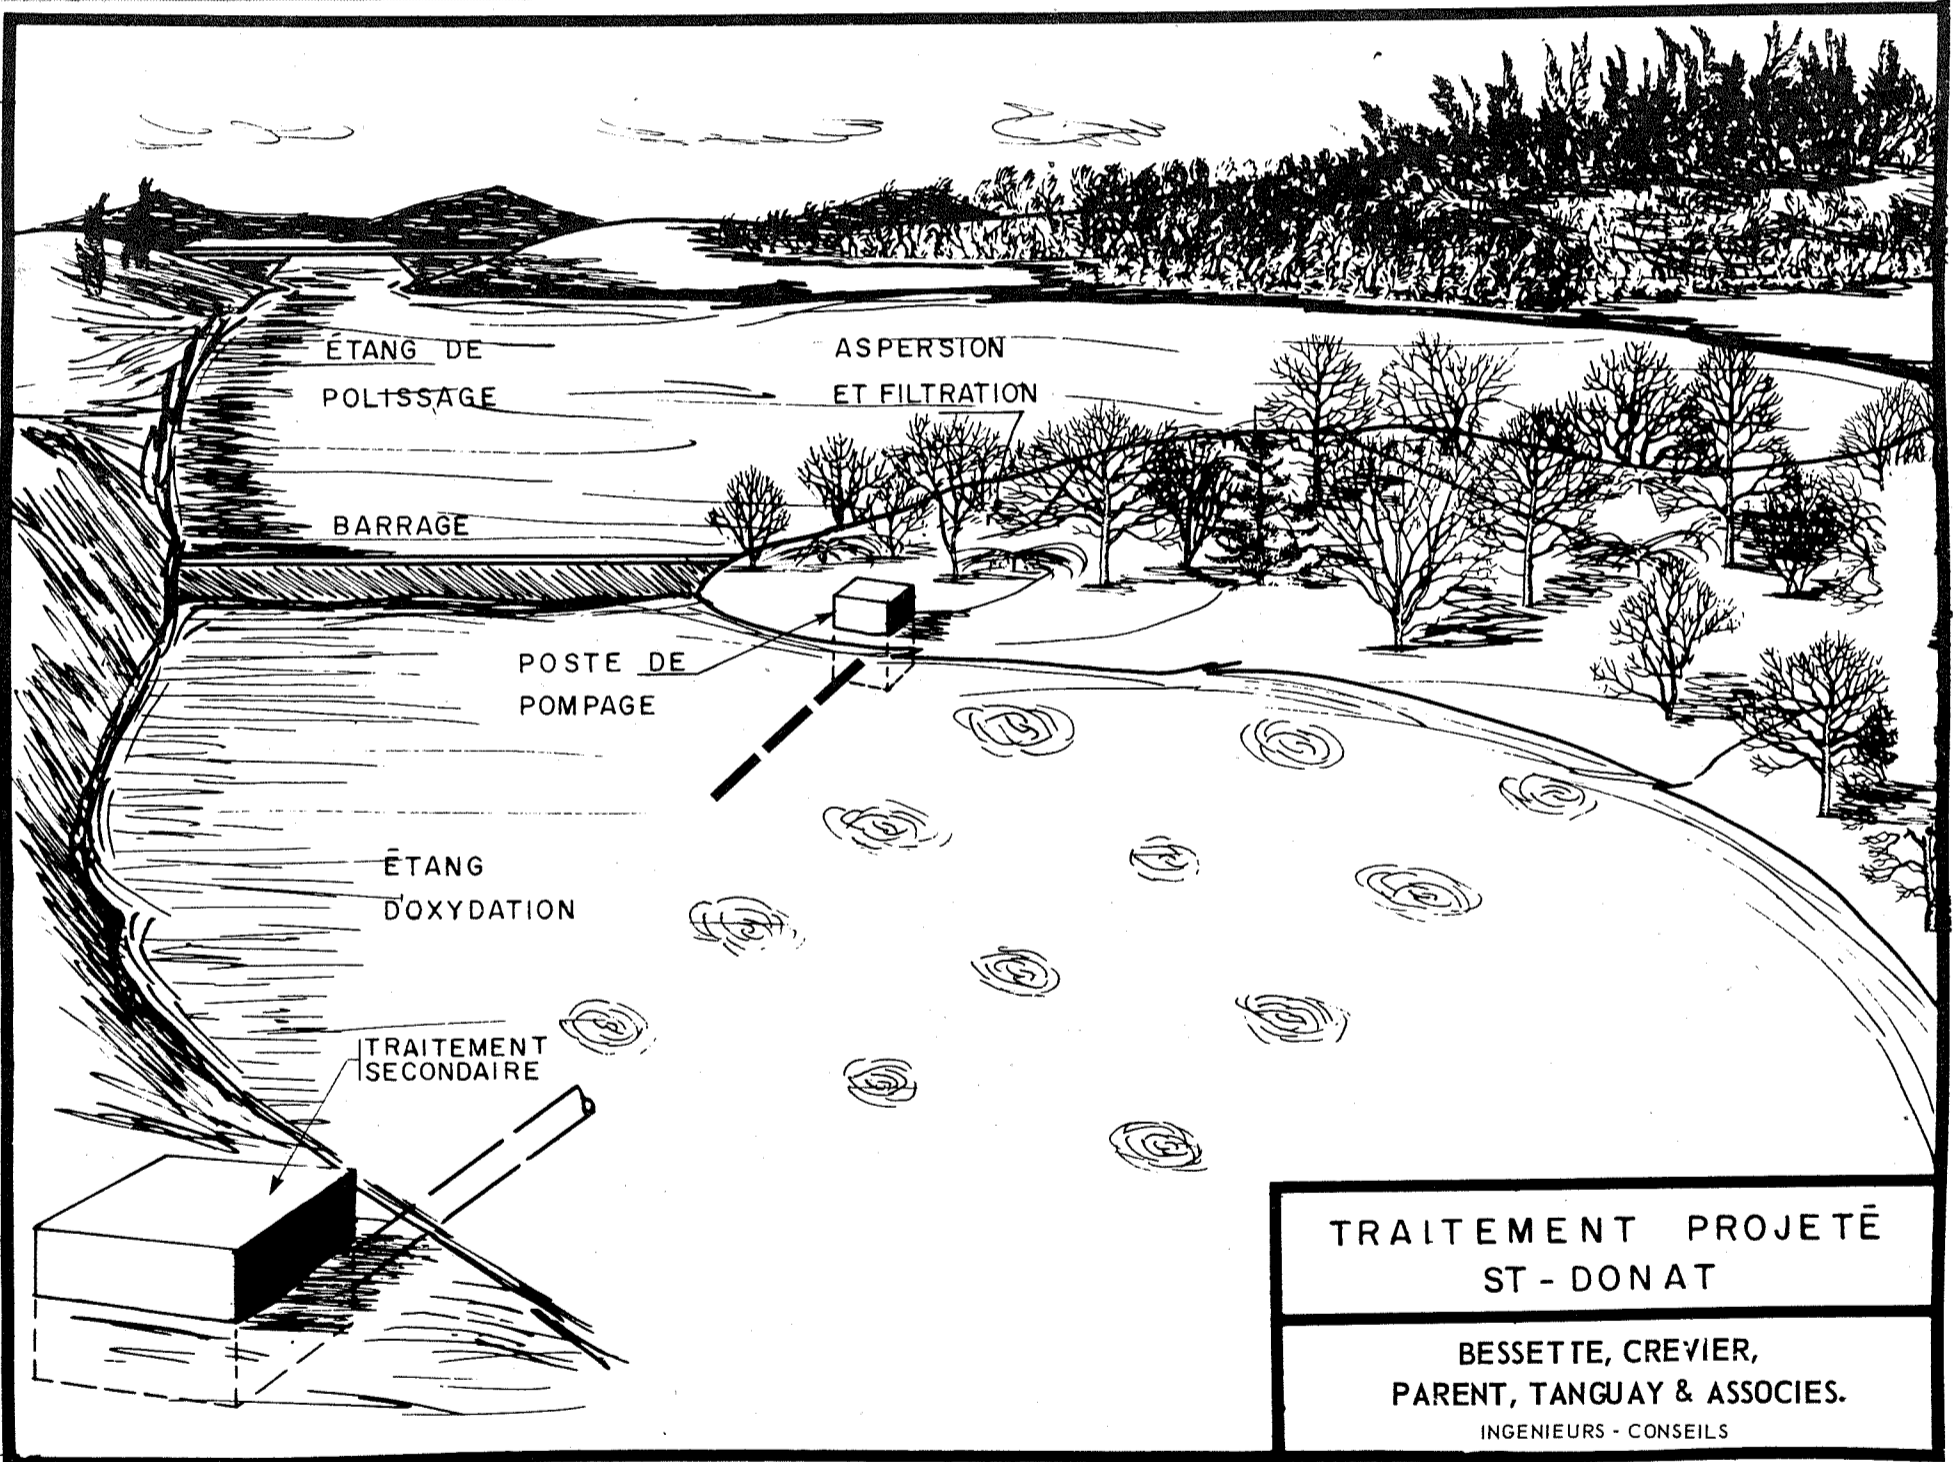 ÉTANG DE
POLISSAGE
ASPERSION
ET FILTRATION
BARRAGE
POSTE DE
POMPAGE
ÉTANG
D'OXYDATION
TRAITEMENT
SECONDAIRE
TRAITEMENT PROJETÉ
ST-DONAT
BESSETTE, CREVIER,
PARENT, TANGUAY & ASSOCIES.
INGENIEURS - CONSEILS